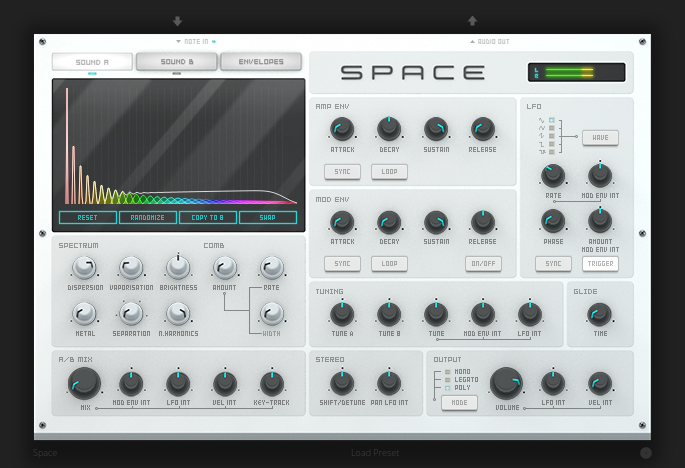 NOTE IN »
AUDIO OUT
SOUND A
SOUND B
ENVELOPES
SPACE
L
R
RESET
RANDOMIZE
COPY TO B
SWAP
AMP ENV
ATTACK
DECAY
SUSTAIN
RELEASE
SYNC
LOOP
LFO
WAVE
RATE
MOD ENV INT
PHASE
AMOUNT
MOD ENV INT
SYNC
TRIGGER
MOD ENV
ATTACK
DECAY
SUSTAIN
RELEASE
SYNC
LOOP
ON/OFF
SPECTRUM
COMB
DISPERSION
VAPORISATION
BRIGHTNESS
AMOUNT
RATE
METAL
SEPARATION
N.HARMONICS
WIDTH
TUNING
TUNE A
TUNE B
TUNE
MOD ENV INT
LFO INT
GLIDE
TIME
A/B MIX
MIX
MOD ENV INT
LFO INT
VEL INT
KEY-TRACK
STEREO
SHIFT/DETUNE
PAN LFO INT
OUTPUT
MONO
LEGATO
POLY
MODE
VOLUME
LFO INT
VEL INT
Space
Load Preset